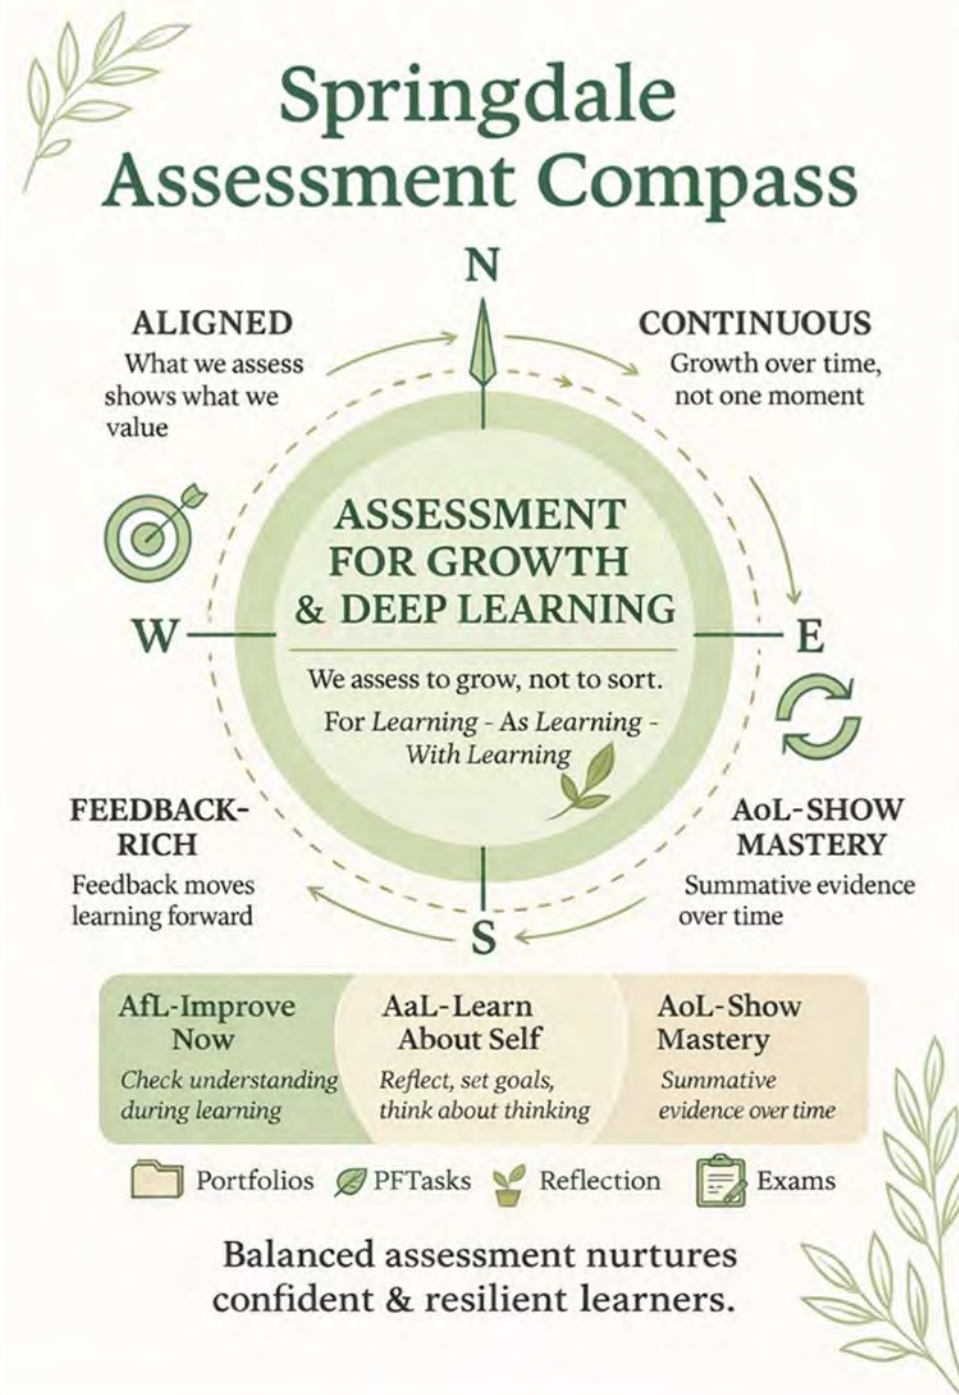 Springdale
Assessment Compass
N
ALIGNED
What we assess
shows what we
value
CONTINUOUS
Growth over time,
not one moment
ASSESSMENT
FOR GROWTH
& DEEP LEARNING
We assess to grow, not to sort.
For Learning - As Learning -
With Learning
W
E
FEEDBACK-
RICH
Feedback moves
learning forward
AoL-SHOW
MASTERY
Summative evidence
over time
S
AfL-Improve
Now
Check understanding
during learning
AaL-Learn
About Self
Reflect, set goals,
think about thinking
AoL-Show
Mastery
Summative
evidence over time
Portfolios PFTasks Reflection Exams
Balanced assessment nurtures
confident & resilient learners.